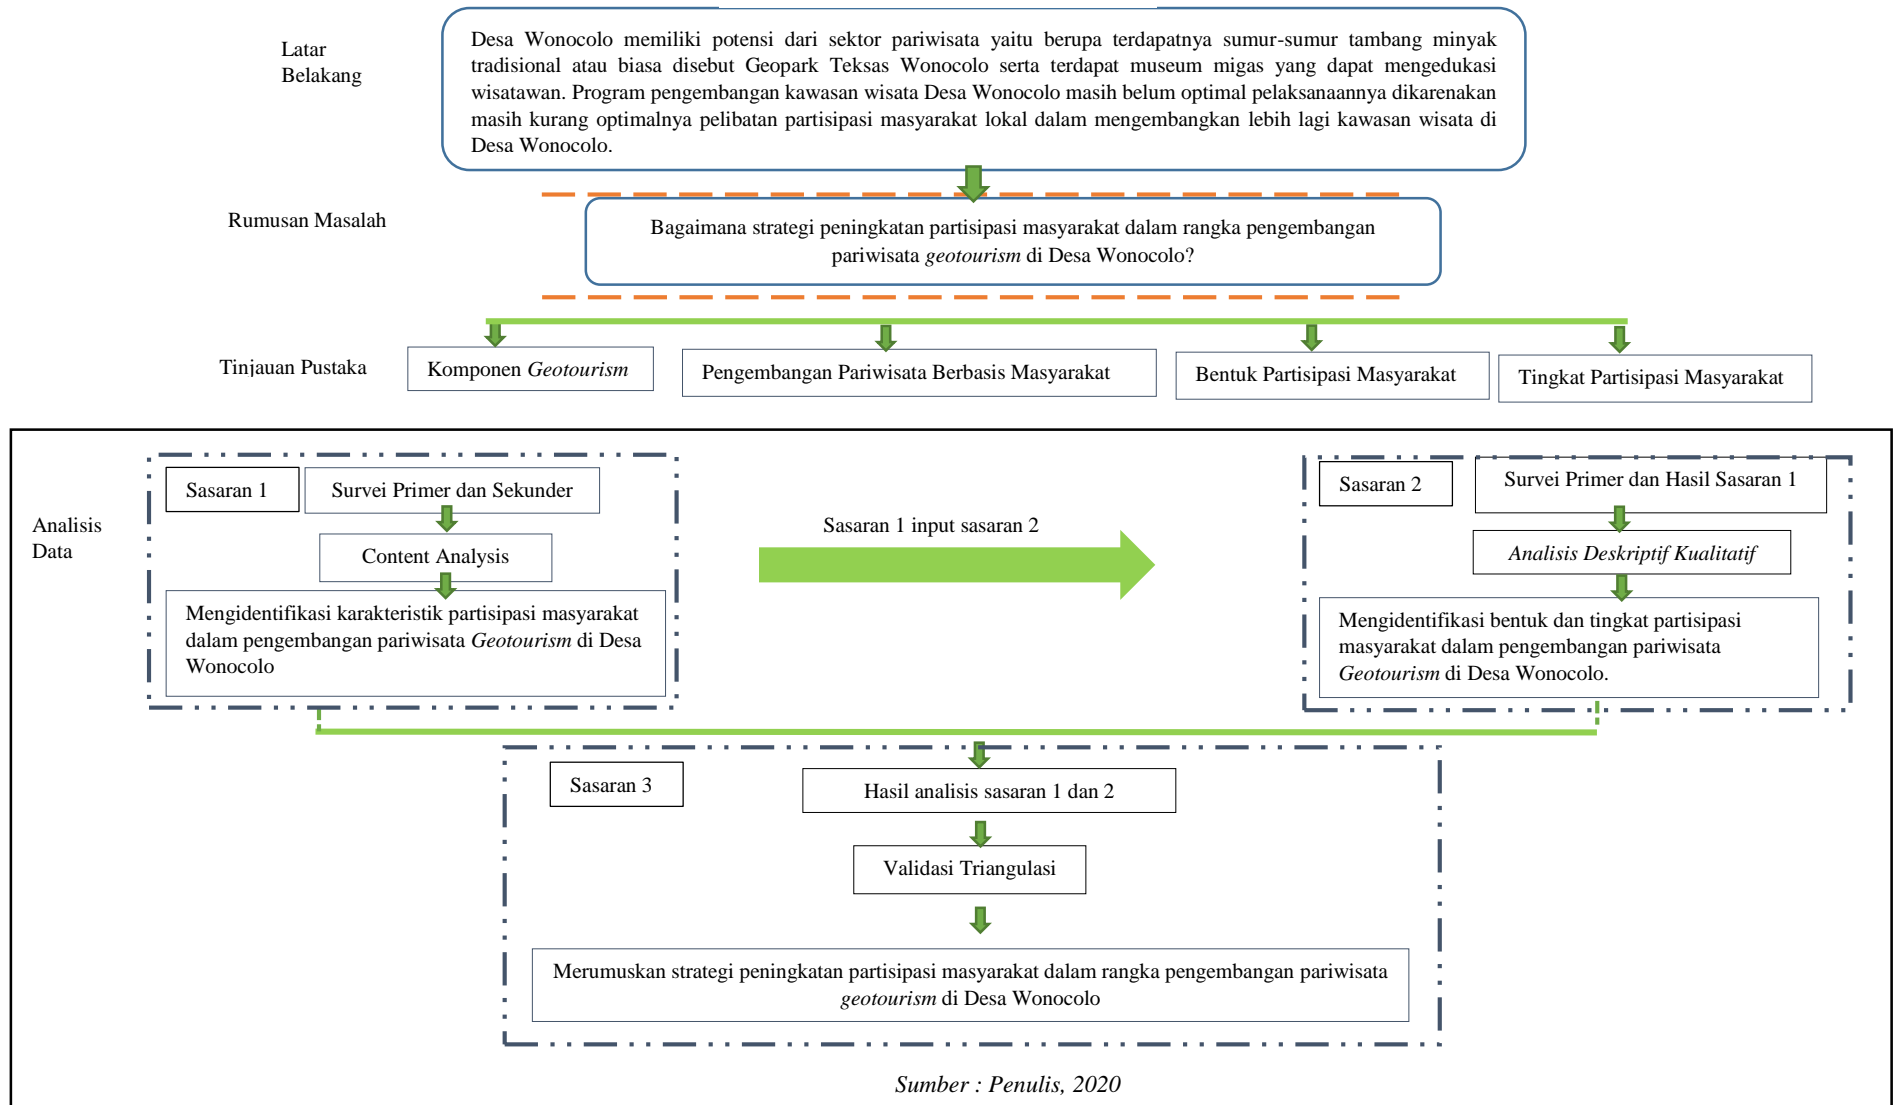 Latar
Belakang
Desa Wonocolo memiliki potensi dari sektor pariwisata yaitu berupa terdapatnya sumur-sumur tambang minyak
tradisional atau biasa disebut Geopark Teksas Wonocolo serta terdapat museum migas yang dapat mengedukasi
wisatawan. Program pengembangan kawasan wisata Desa Wonocolo masih belum optimal pelaksanaannya dikarenakan
masih kurang optimalnya pelibatan partisipasi masyarakat lokal dalam mengembangkan lebih lagi kawasan wisata di
Desa Wonocolo.
Rumusan Masalah
Bagaimana strategi peningkatan partisipasi masyarakat dalam rangka pengembangan
pariwisata geotourism di Desa Wonocolo?
Tinjauan Pustaka
Komponen Geotourism
Pengembangan Pariwisata Berbasis Masyarakat
Bentuk Partisipasi Masyarakat
Tingkat Partisipasi Masyarakat
Analisis
Data
Sasaran 1
Survei Primer dan Sekunder
Content Analysis
Mengidentifikasi karakteristik partisipasi masyarakat
dalam pengembangan pariwisata Geotourism di Desa
Wonocolo
Sasaran 1 input sasaran 2
Sasaran 2
Survei Primer dan Hasil Sasaran 1
Analisis Deskriptif Kualitatif
Mengidentifikasi bentuk dan tingkat partisipasi
masyarakat dalam pengembangan pariwisata
Geotourism di Desa Wonocolo.
Sasaran 3
Hasil analisis sasaran 1 dan 2
Validasi Triangulasi
Merumuskan strategi peningkatan partisipasi masyarakat dalam rangka pengembangan pariwisata
geotourism di Desa Wonocolo
Sumber : Penulis, 2020